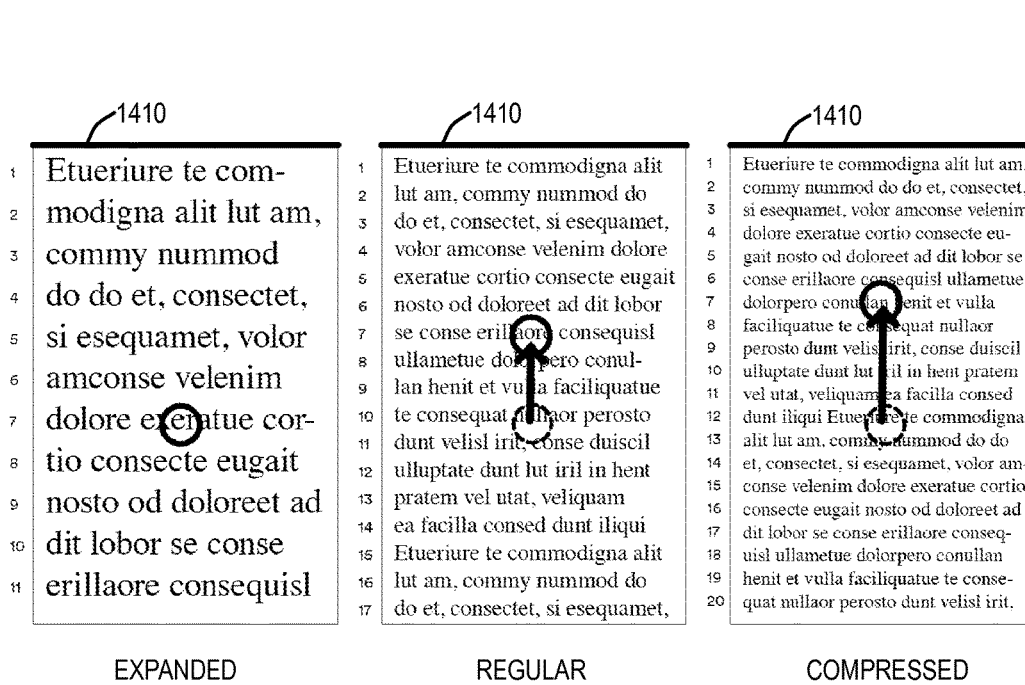 1410
1 Etueriure te com-
2 modigna alit lut am,
3 commy nummod
4 do do et, consectet,
5 si esequamet, volor
6 amconse velenim
7 dolore exeratue cor-
8 tio consecte eugait
9 nosto od doloreet ad
10 dit lobor se conse
11 erillaore consequisl
EXPANDED
1410
1 Etueriure te commodigna alit
2 lut am, commy nummod do
3 do et, consectet, si esequamet,
4 volor amconse velenim dolore
5 exeratue cortio consecte eugait
6 nosto od doloreet ad dit lobor
7 se conse erillaore consequisl
8 ullametue dolorpero conul-
9 lan henit et vulla faciliquatue
10 te consequat nullaor perosto
11 dunt velisl irit, conse duiscil
12 ulluptate dunt lut iril in hent
13 pratem vel utat, veliquam
14 ea facilla consed dunt iliqui
15 Etueriure te commodigna alit
16 lut am, commy nummod do
17 do et, consectet, si esequamet,
REGULAR
1410
1 Etueriure te commodigna alit lut am,
2 commy nummod do do et, consectet,
3 si esequamet, volor amconse velenim
4 dolore exeratue cortio consecte eu-
5 gait nosto od doloreet ad dit lobor se
6 conse erillaore consequisl ullametue
7 dolorpero conullan henit et vulla
8 faciliquatue te consequat nullaor
9 perosto dunt velisl irit, conse duiscil
10 ulluptate dunt lut iril in hent pratem
11 vel utat, veliquam ea facilla consed
12 dunt iliqui Etueriure te commodigna
13 alit lut am, commy nummod do do
14 et, consectet, si esequamet, volor am-
15 conse velenim dolore exeratue cortio
16 consecte eugait nosto od doloreet ad
17 dit lobor se conse erillaore conseq-
18 uisl ullametue dolorpero conullan
19 henit et vulla faciliquatue te conse-
20 quat nullaor perosto dunt velisl irit,
COMPRESSED